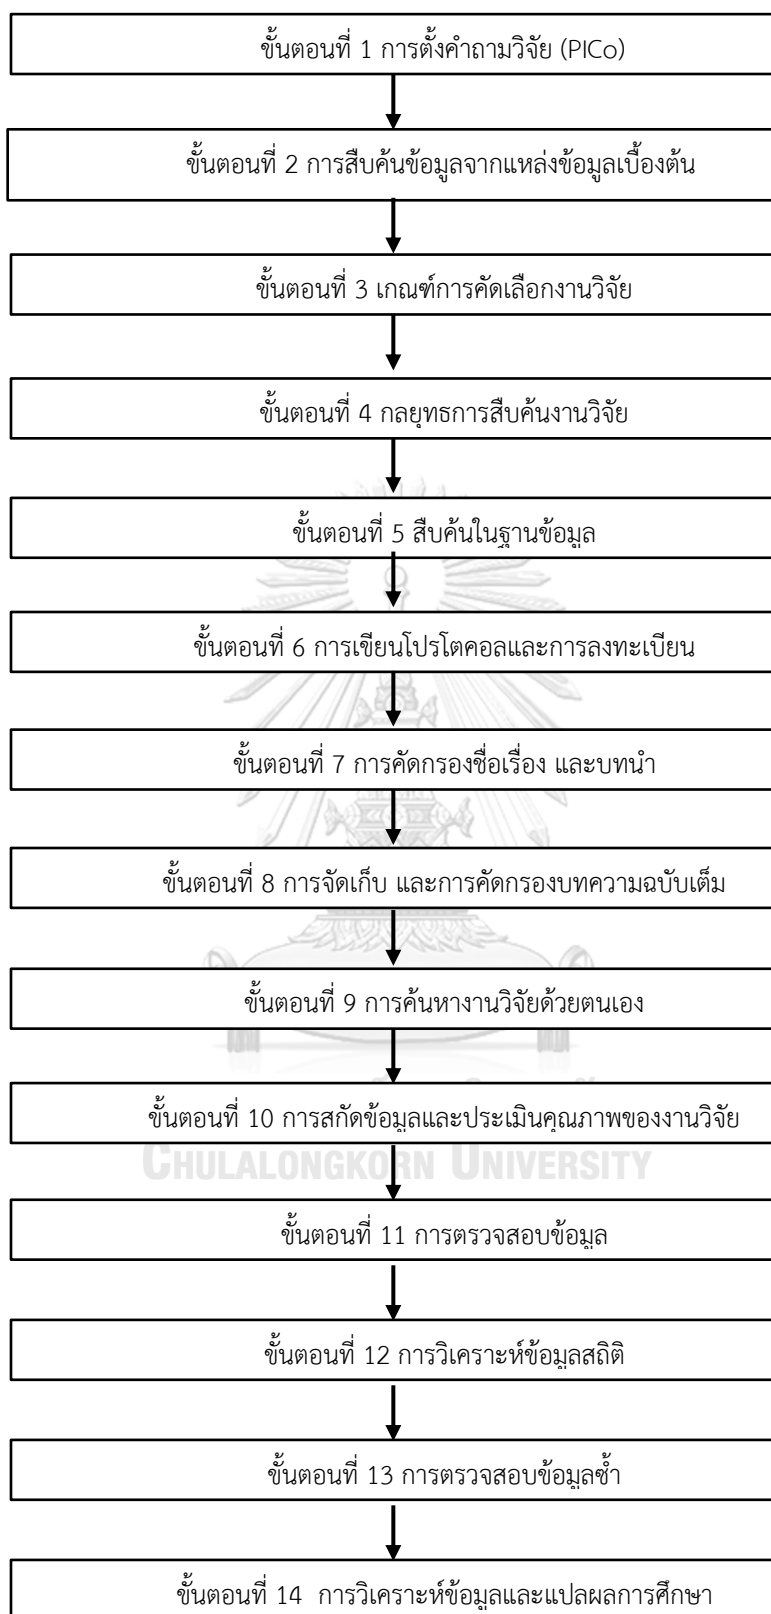 ขั้นตอนที่ 1 การตั้งคำถามวิจัย (PICo)
ขั้นตอนที่ 2 การสืบค้นข้อมูลจากแหล่งข้อมูลเบื้องต้น
ขั้นตอนที่ 3 เกณฑ์การคัดเลือกงานวิจัย
ขั้นตอนที่ 4 กลยุทธการสืบค้นงานวิจัย
ขั้นตอนที่ 5 สืบค้นในฐานข้อมูล
ขั้นตอนที่ 6 การเขียนโปรโตคอลและการลงทะเบียน
ขั้นตอนที่ 7 การคัดกรองชื่อเรื่อง และบทนำ
ขั้นตอนที่ 8 การจัดเก็บ และการคัดกรองบทความฉบับเต็ม
ขั้นตอนที่ 9 การค้นหางานวิจัยด้วยตนเอง
ขั้นตอนที่ 10 การสกัดข้อมูลและประเมินคุณภาพของงานวิจัย
CHULALONGKORN UNIVERSITY
ขั้นตอนที่ 11 การตรวจสอบข้อมูล
ขั้นตอนที่ 12 การวิเคราะห์ข้อมูลสถิติ
ขั้นตอนที่ 13 การตรวจสอบข้อมูลซ้ำ
ขั้นตอนที่ 14 การวิเคราะห์ข้อมูลและแปลผลการศึกษา